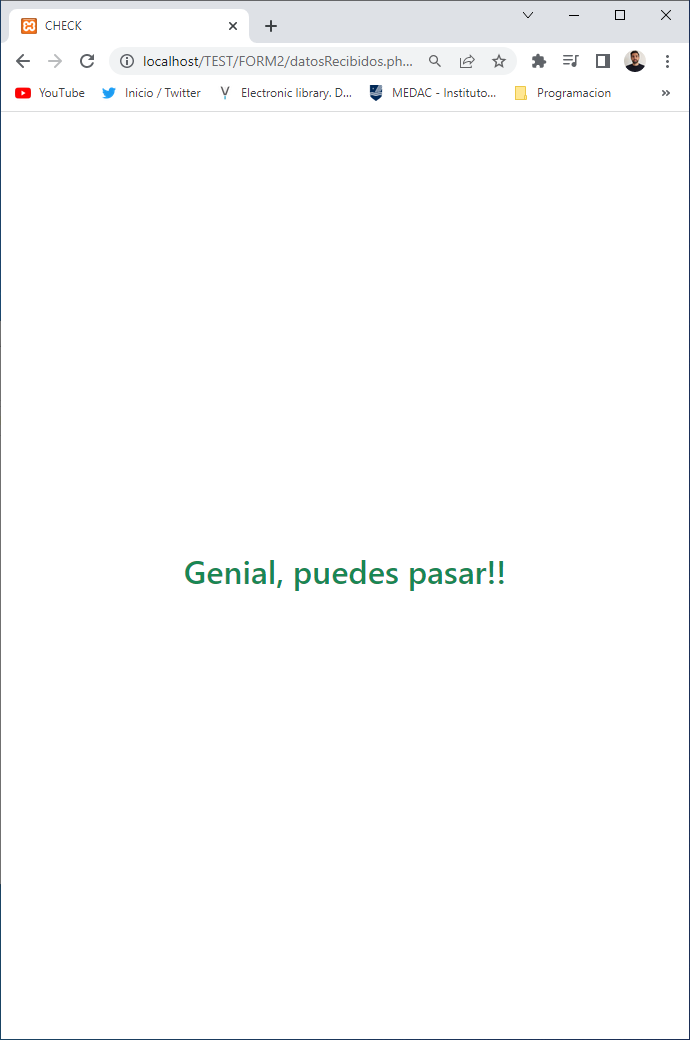 CHECK
localhost/TEST/FORM2/datosRecibidos.ph...
YouTube
Inicio / Twitter
Electronic library. D...
MEDAC - Instituto...
Programacion
Genial, puedes pasar!!